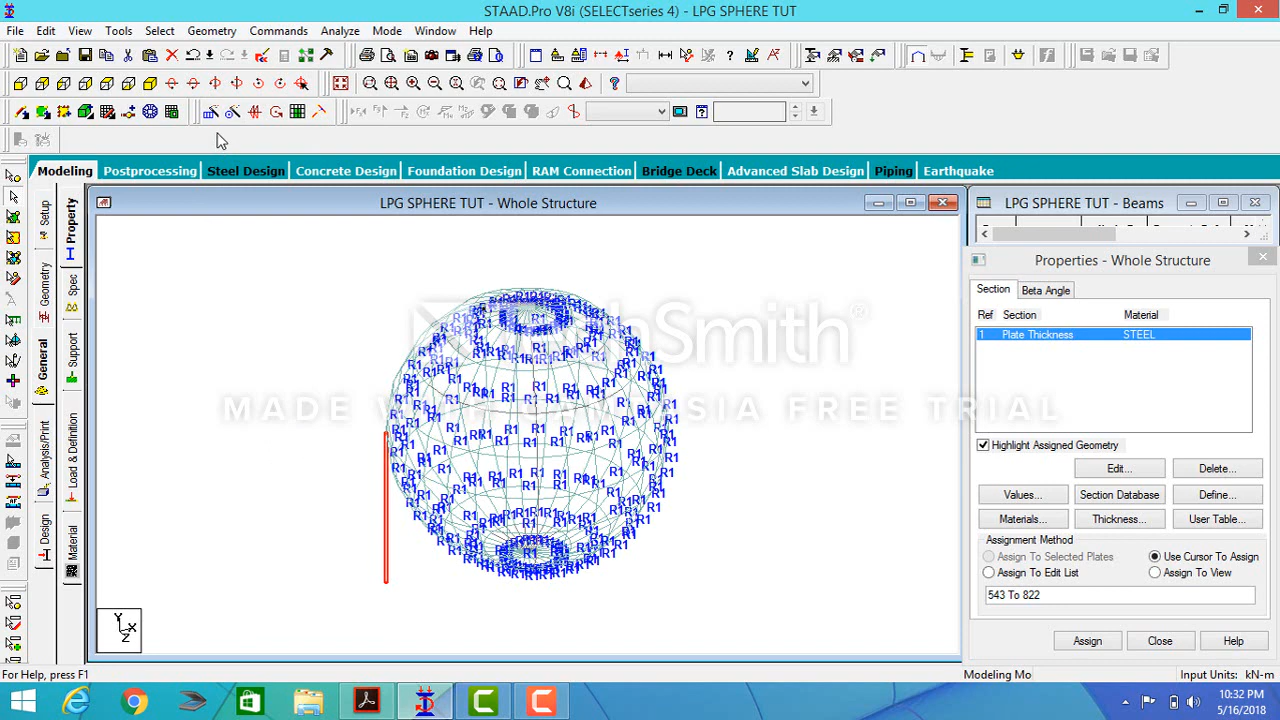 STAAD.Pro V8i (SELECTseries 4) - LPG SPHERE TUT
File Edit View Tools Select Geometry Commands Analyze Mode Window Help
Modeling Postprocessing Steel Design Concrete Design Foundation Design RAM Connection Bridge Deck Advanced Slab Design Piping Earthquake
LPG SPHERE TUT - Whole Structure
LPG SPHERE TUT - Beams
Setup
Geometry
General
Analysis/Print
Design
Property
Spec
Support
Load & Definition
Material
Properties - Whole Structure
Section Beta Angle
Ref Section Material
1 Plate Thickness STEEL
Highlight Assigned Geometry
Edit... Delete...
Values... Section Database Define...
Materials... Thickness... User Table...
Assignment Method
Assign To Selected Plates Use Cursor To Assign
Assign To Edit List Assign To View
543 To 822
Assign Close Help
R1
Y
X
Z
For Help, press F1
Modeling Mo
Input Units: kN-m
10:32 PM
5/16/2018